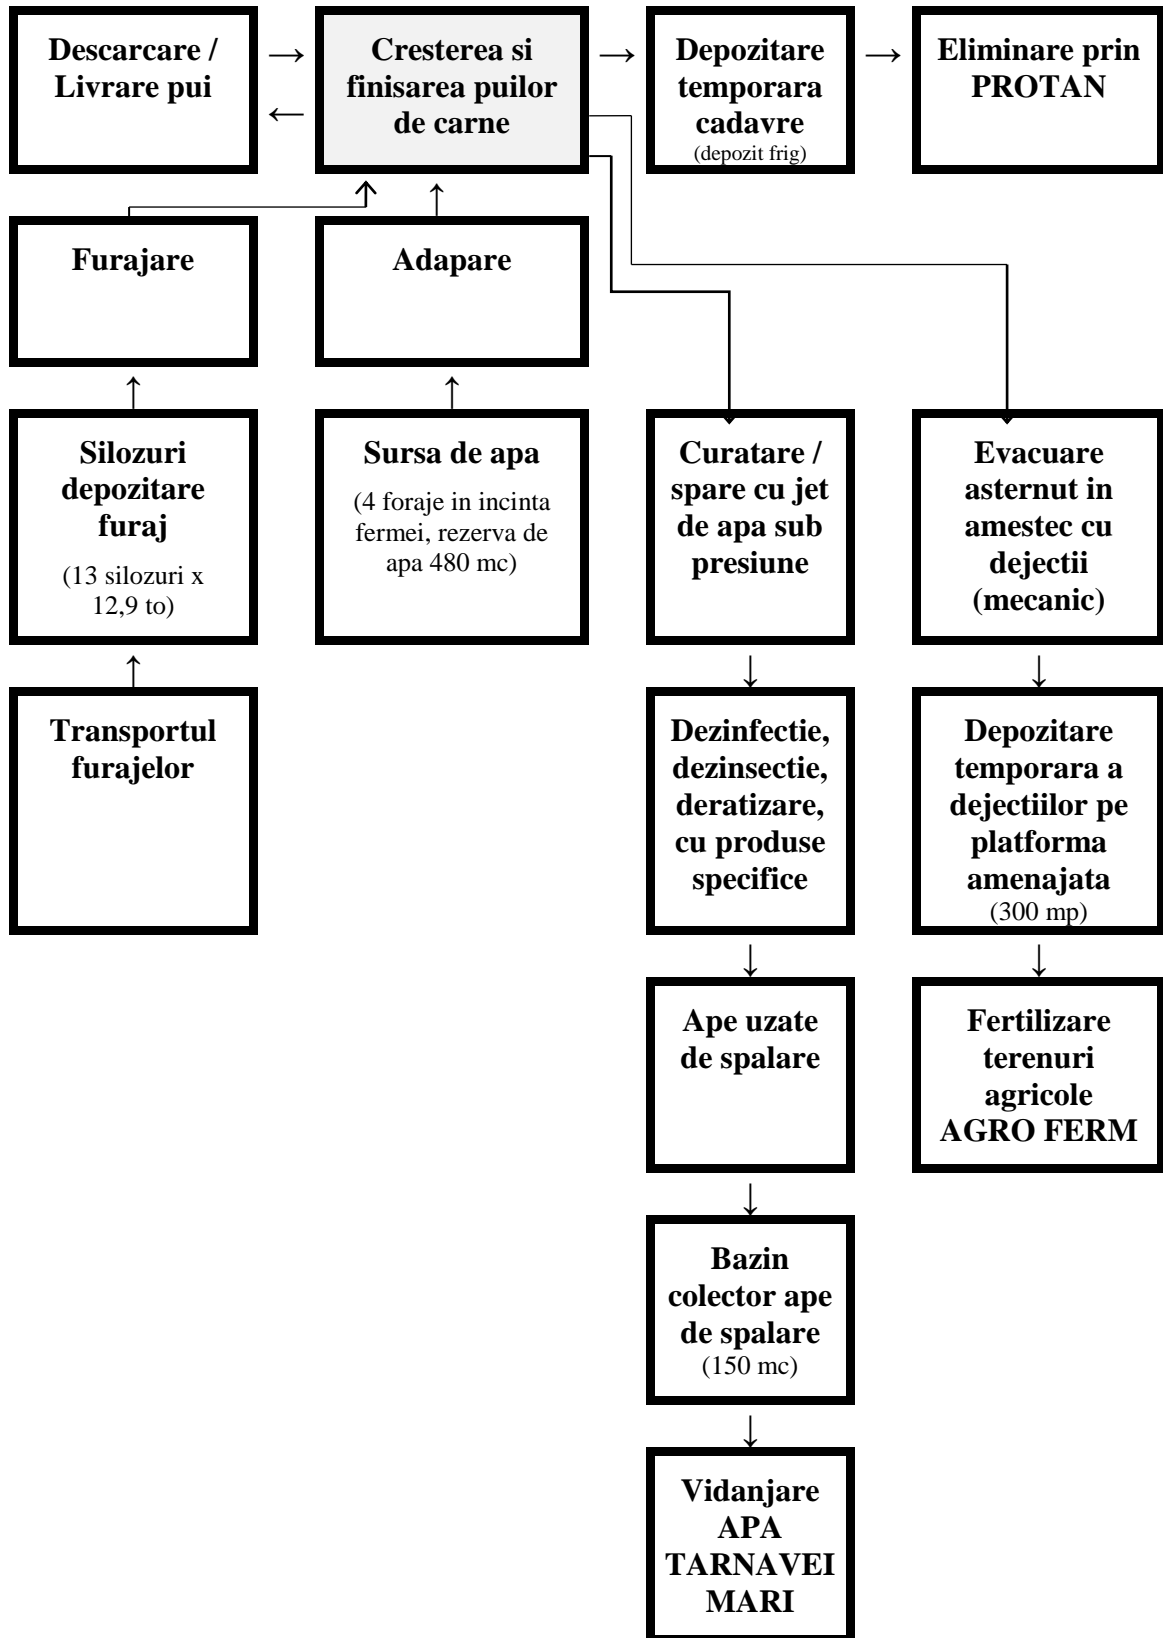 Descarcare /
Livrare pui
→
←
Cresterea si
finisarea puilor
de carne
→
Depozitare
temporara
cadavre
(depozit frig)
→
Eliminare prin
PROTAN
Furajare
Adapare
Silozuri
depozitare
furaj
(13 silozuri x
12,9 to)
Sursa de apa
(4 foraje in incinta
fermei, rezerva de
apa 480 mc)
Curatare /
spare cu jet
de apa sub
presiune
Evacuare
asternut in
amestec cu
dejectii
(mecanic)
Transportul
furajelor
Dezinfectie,
dezinsectie,
deratizare,
cu produse
specifice
Depozitare
temporara a
dejectiilor pe
platforma
amenajata
(300 mp)
Ape uzate
de spalare
Fertilizare
terenuri
agricole
AGRO FERM
Bazin
colector ape
de spalare
(150 mc)
Vidanjare
APA
TARNAVEI
MARI